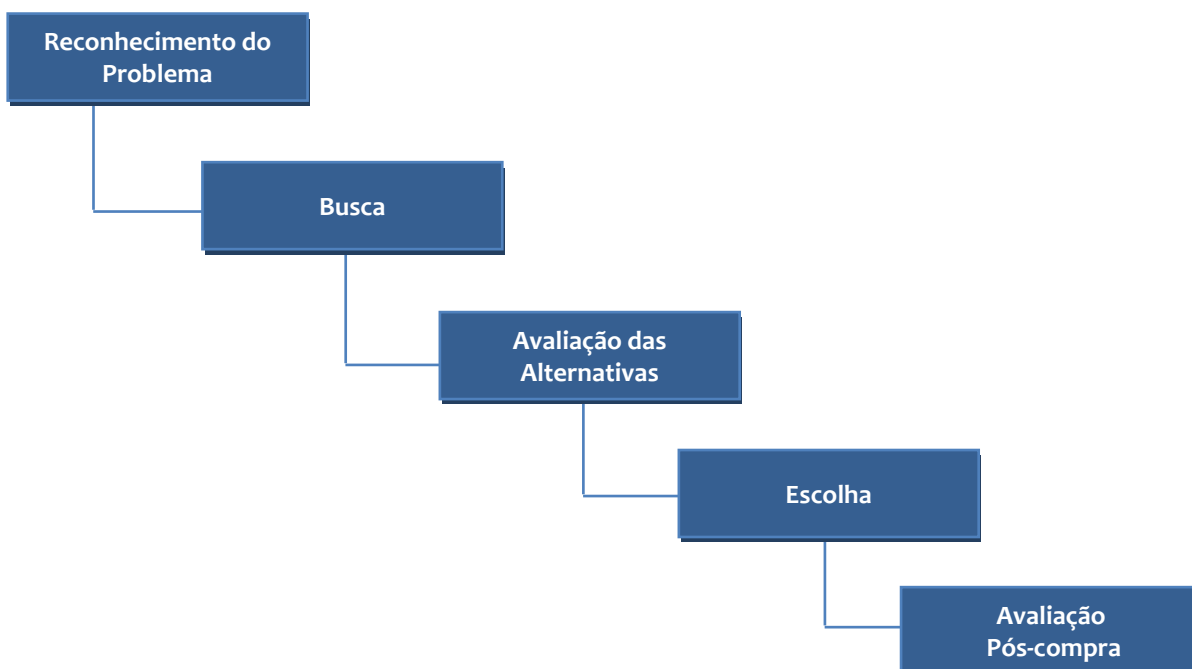 Reconhecimento do
Problema
Busca
Avaliação das
Alternativas
Escolha
Avaliação
Pós-compra